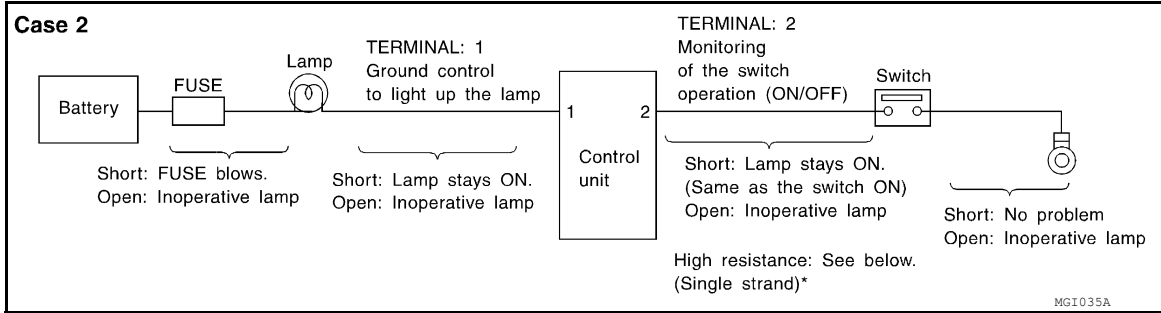 Case 2
Battery
FUSE
Lamp
TERMINAL: 1
Ground control
to light up the lamp
1
2
Control
unit
TERMINAL: 2
Monitoring
of the switch
operation (ON/OFF)
Switch
Short: FUSE blows.
Open: Inoperative lamp
Short: Lamp stays ON.
Open: Inoperative lamp
Short: Lamp stays ON.
(Same as the switch ON)
Open: Inoperative lamp
High resistance: See below.
(Single strand)*
Short: No problem
Open: Inoperative lamp
MGI035A